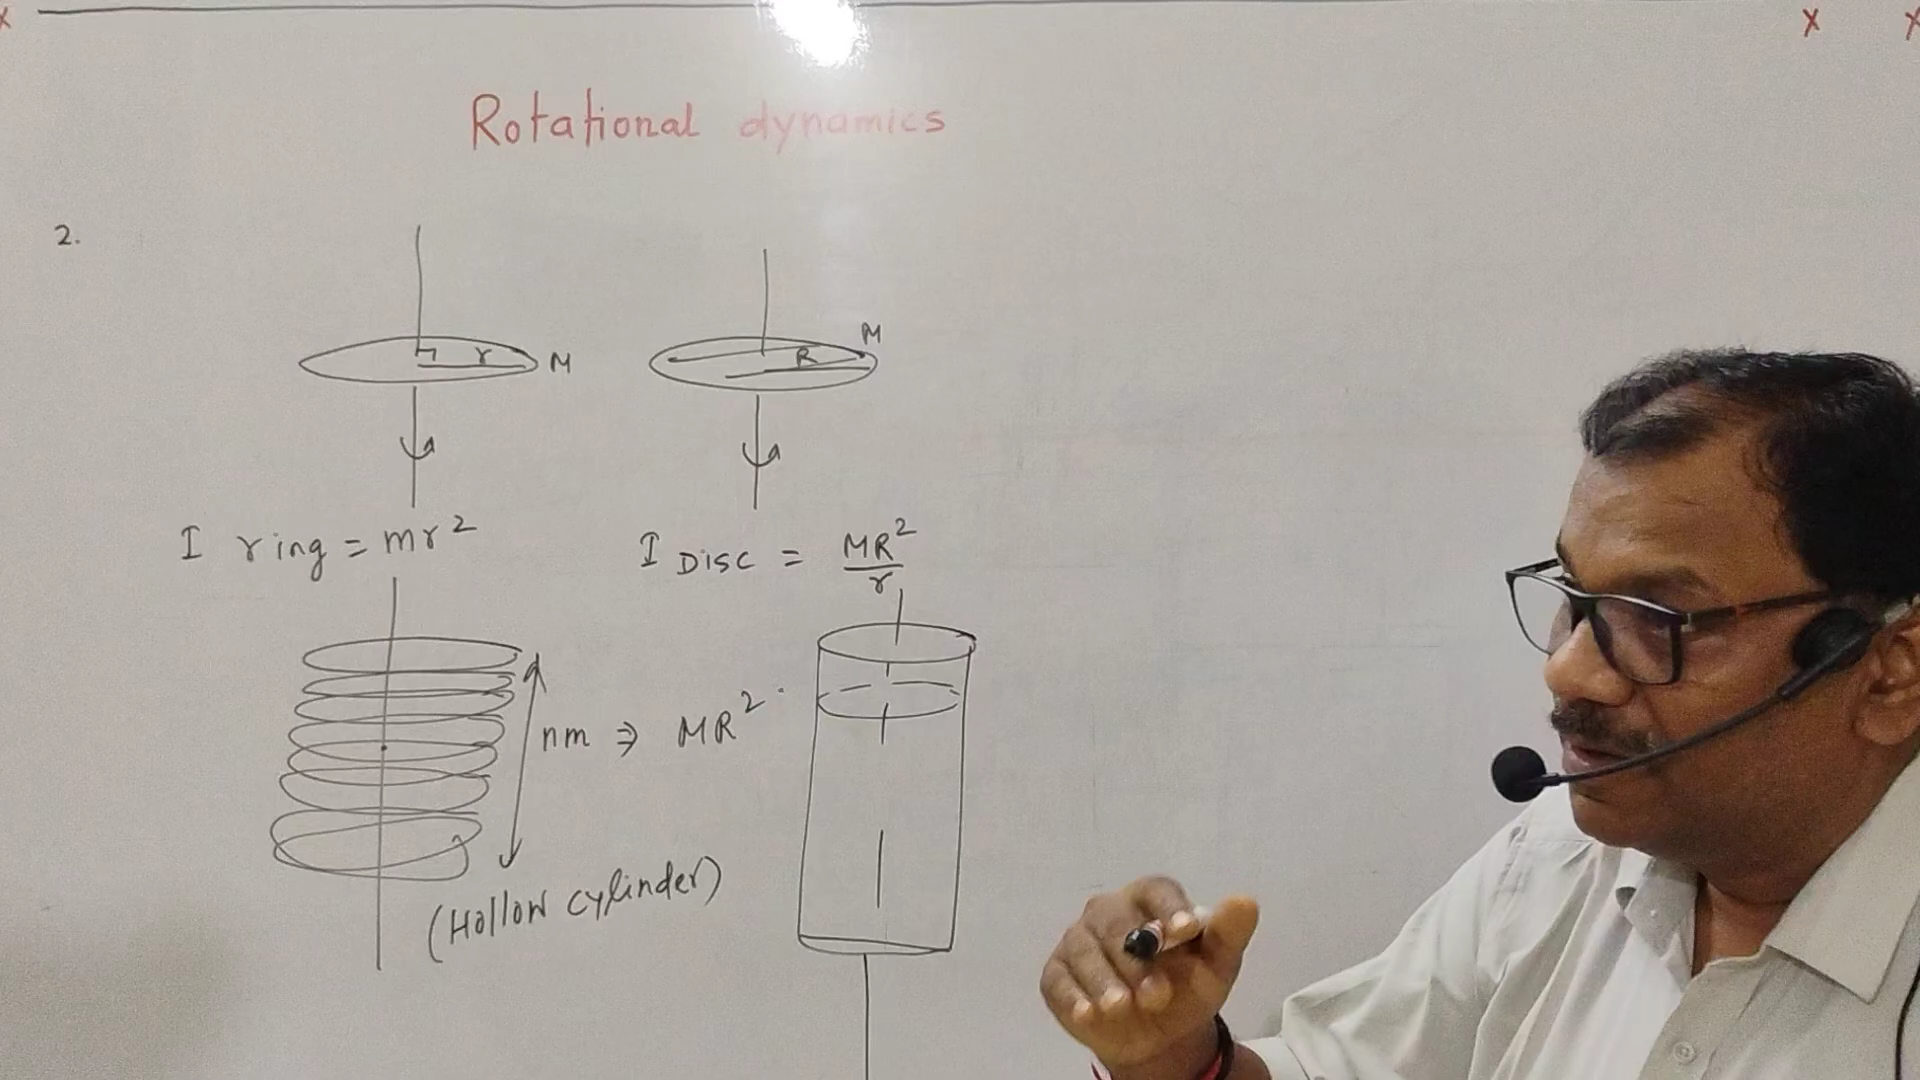 x x x
Rotational dynamics
2.
r M
R M
I ring = mr²
I Disc = MR²/r
nm ⇒ MR²
(Hollow cylinder)